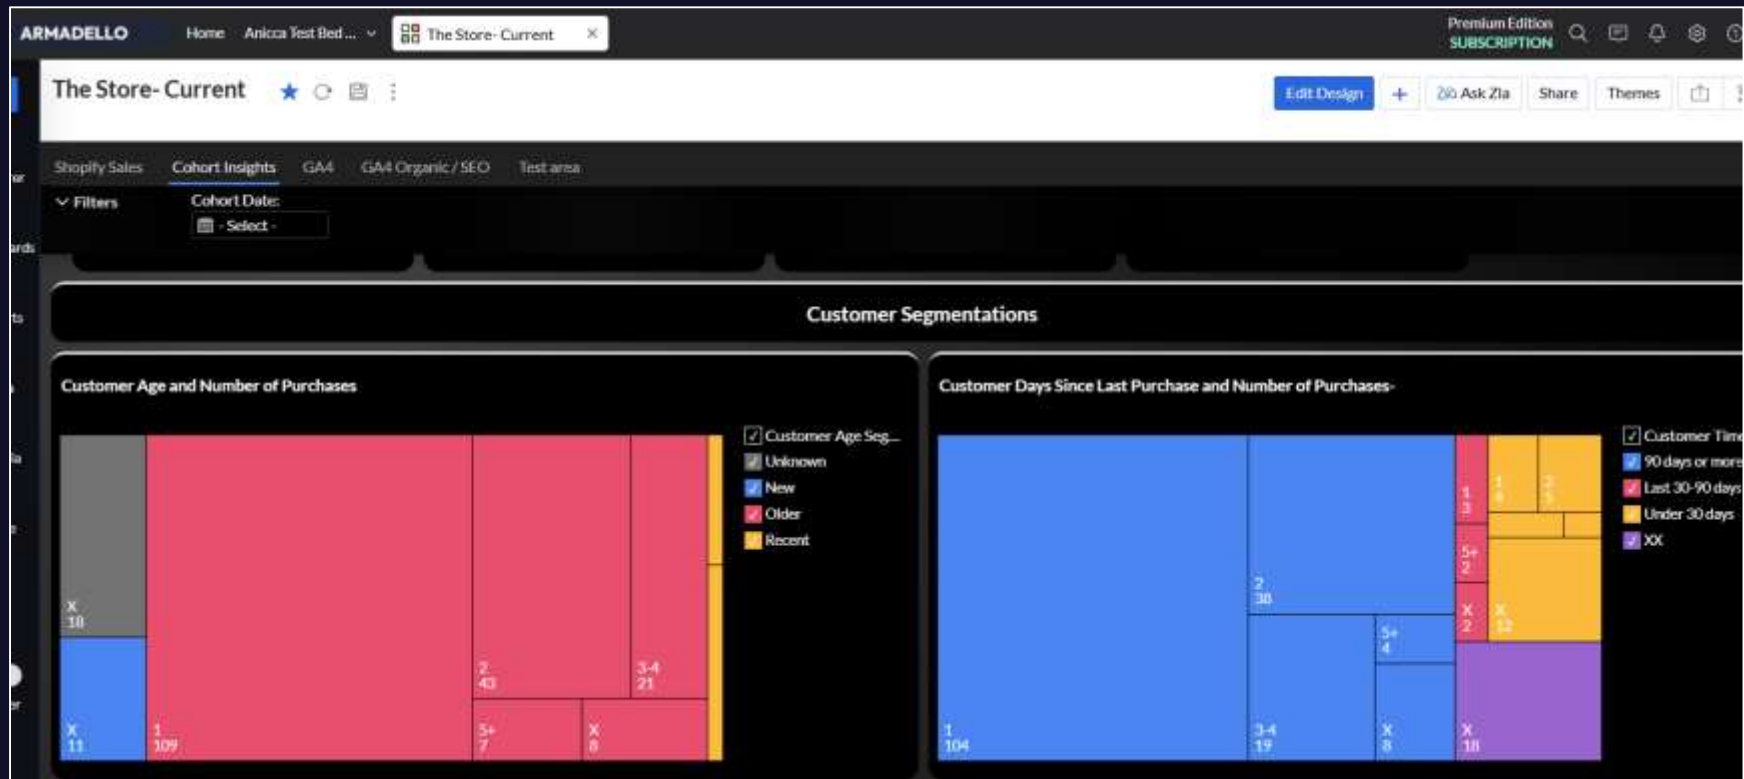 ARMADELLO
Home
Anicca Test Bed ...
The Store- Current
Premium Edition
SUBSCRIPTION
The Store- Current
Edit Design
+
Ask Zia
Share
Themes
Shopify Sales
Cohort Insights
GA4
GA4 Organic / SEO
Test area
Filters
Cohort Date:
- Select -
ards
ts
Customer Segmentations
Customer Age and Number of Purchases
X
18
X
11
1
109
2
43
3-4
21
5+
7
X
8
Customer Age Seg...
Unknown
New
Older
Recent
Customer Days Since Last Purchase and Number of Purchases-
1
104
2
38
3-4
19
5+
4
X
8
1
3
5+
2
X
2
X
12
X
18
Customer Time
90 days or more
Last 30-90 days
Under 30 days
XX